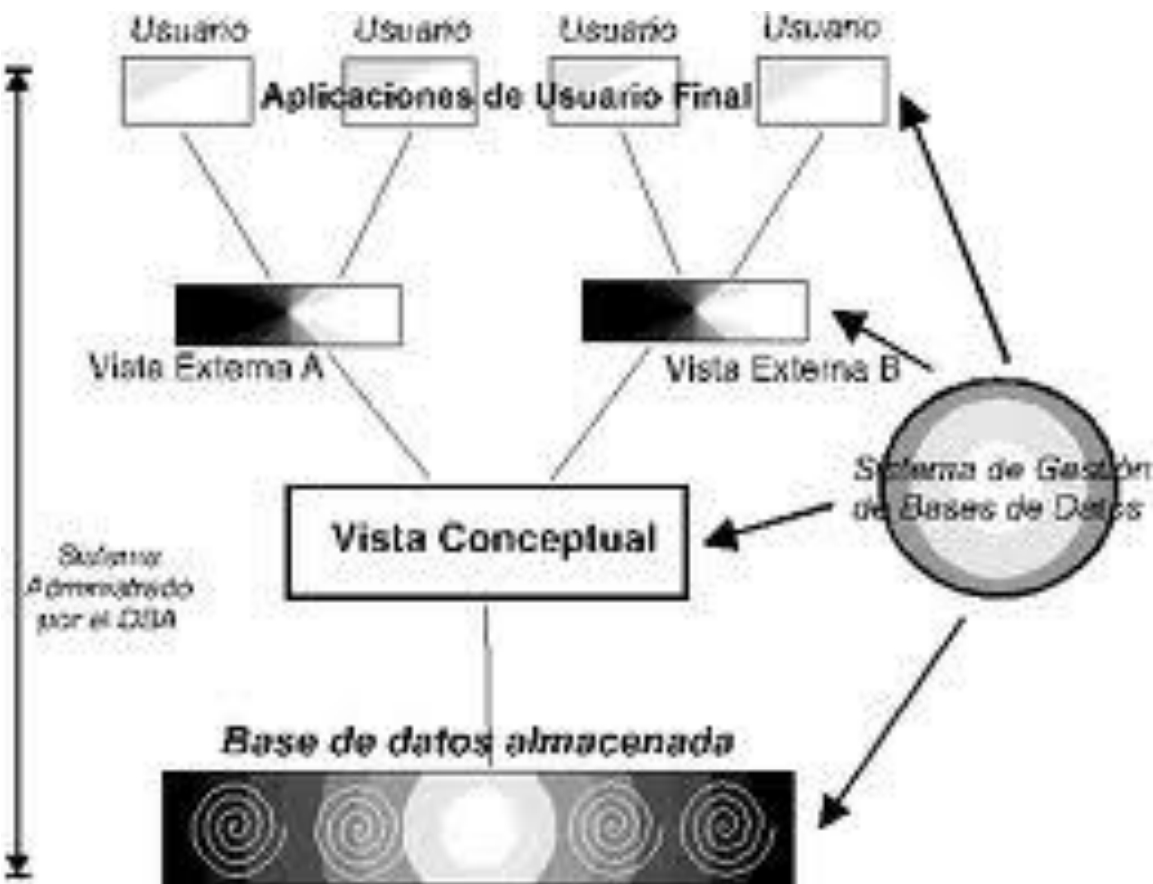 Usuario
Usuario
Usuario
Usuario
Aplicaciones de Usuario Final
Vista Externa A
Vista Externa B
Sistema de Gestión
de Bases de Datos
Vista Conceptual
Sistema
Administrado
por el DBA
Base de datos almacenada